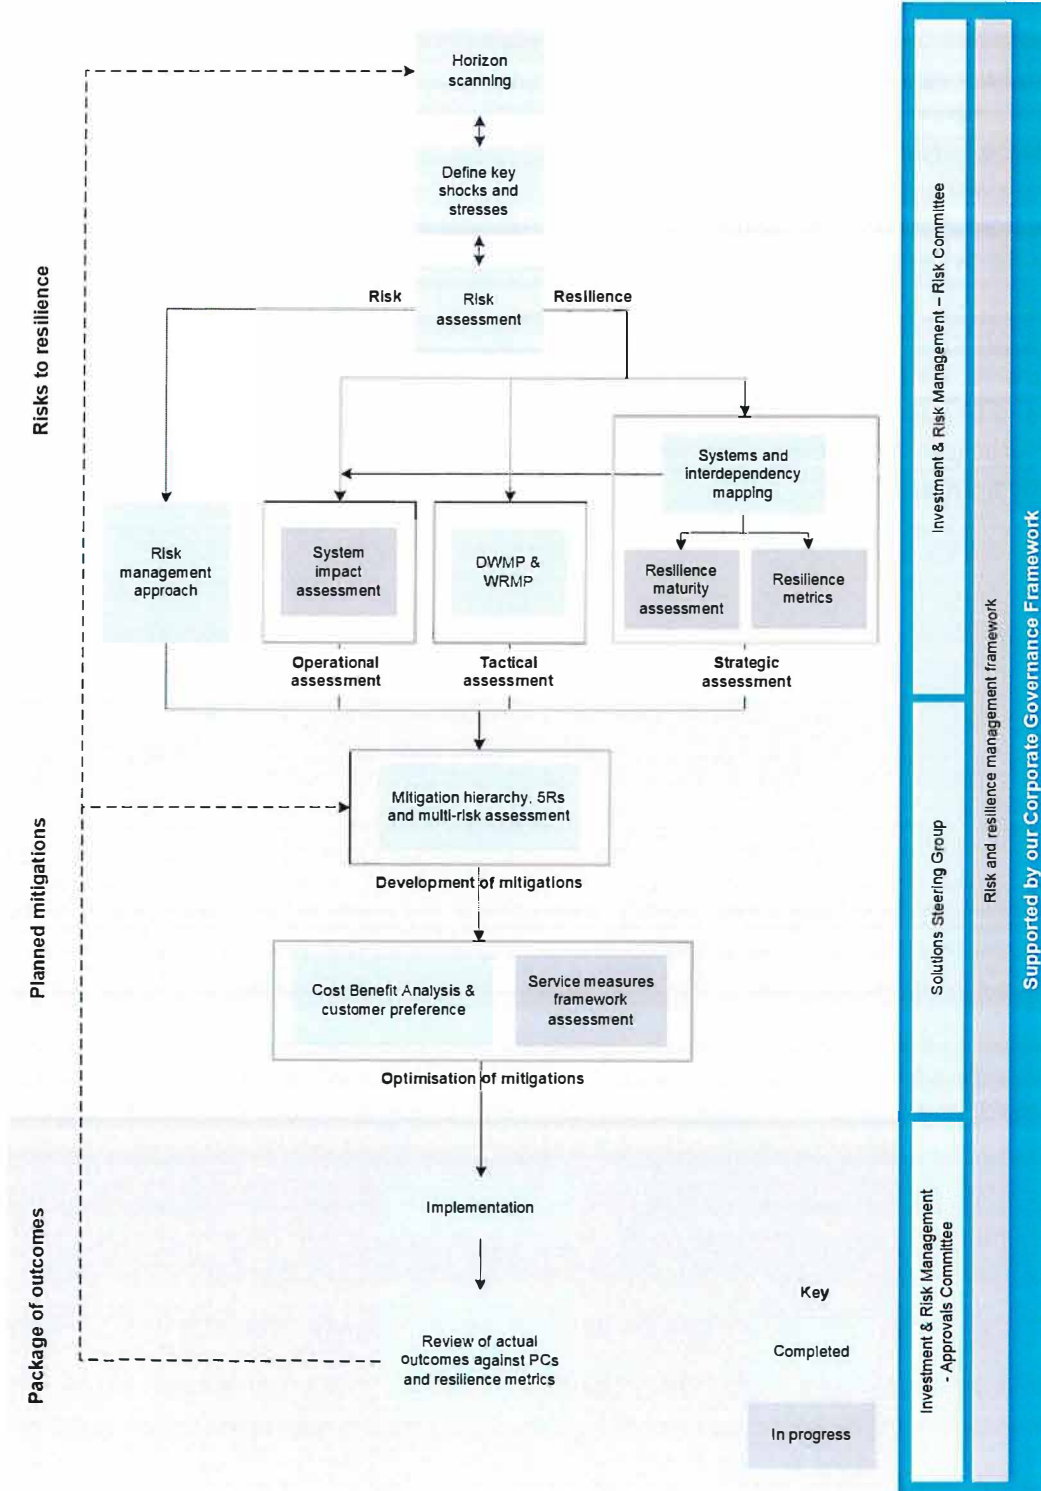 Horizon
scanning
Define key
shocks and
stresses
Risk
Risk
assessment
Resilience
Systems and
interdependency
mapping
Risk
management
approach
System
impact
assessment
DWMP &
WRMP
Resilience
maturity
assessment
Resilience
metrics
Operational
assessment
Tactical
assessment
Strategic
assessment
Mitigation hierarchy, 5Rs
and multi-risk assessment
Development of mitigations
Cost Benefit Analysis &
customer preference
Service measures
framework
assessment
Optimisation of mitigations
Implementation
Review of actual
outcomes against PCs
and resilience metrics
Key
Completed
In progress
Risks to resilience
Planned mitigations
Package of outcomes
Investment & Risk Management – Risk Committee
Solutions Steering Group
Investment & Risk Management
- Approvals Committee
Risk and resilience management framework
Supported by our Corporate Governance Framework